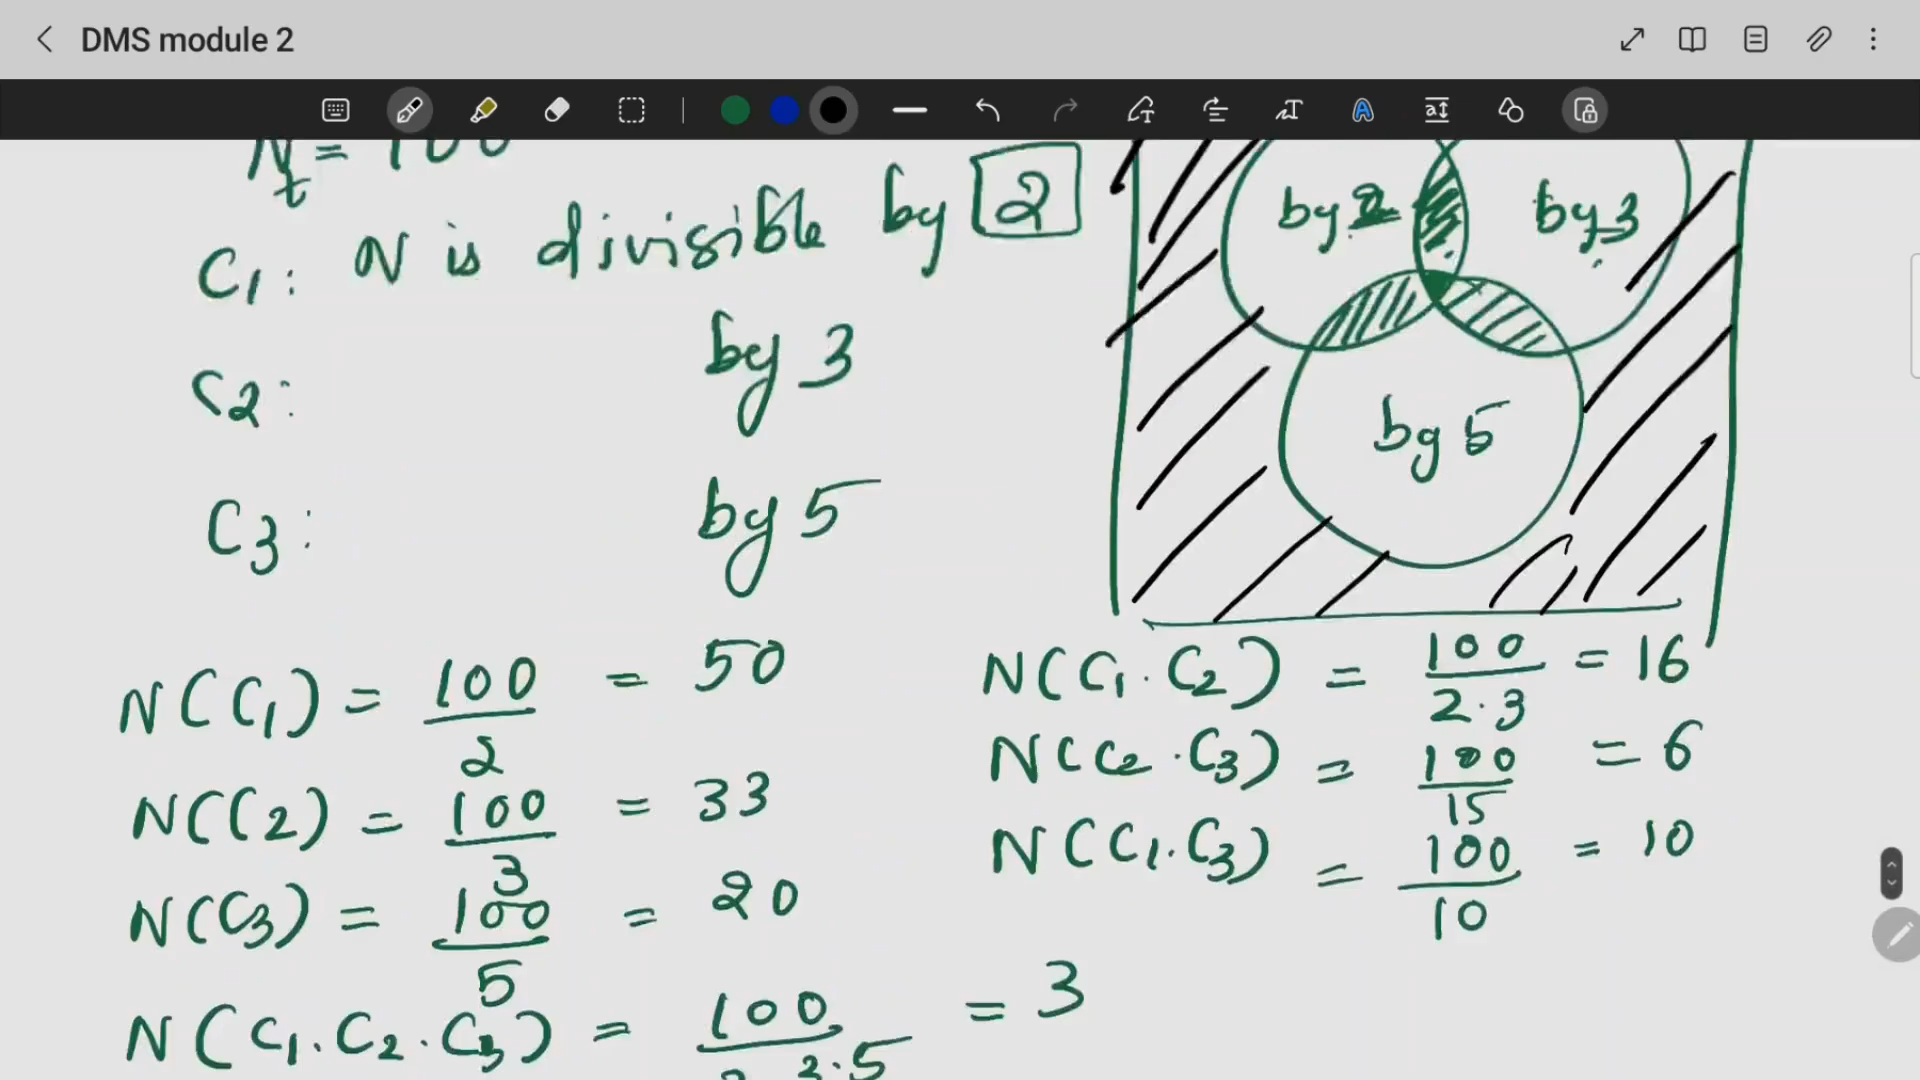 DMS module 2
Nt = 100
C1: N is divisible by 2
C2: by 3
C3: by 5
by 2 by 3
by 5
N(C1) = 100/2 = 50
N(C2) = 100/3 = 33
N(C3) = 100/5 = 20
N(C1.C2.C3) = 100/2.3.5 = 3
N(C1.C2) = 100/2.3 = 16
N(C2.C3) = 100/15 = 6
N(C1.C3) = 100/10 = 10